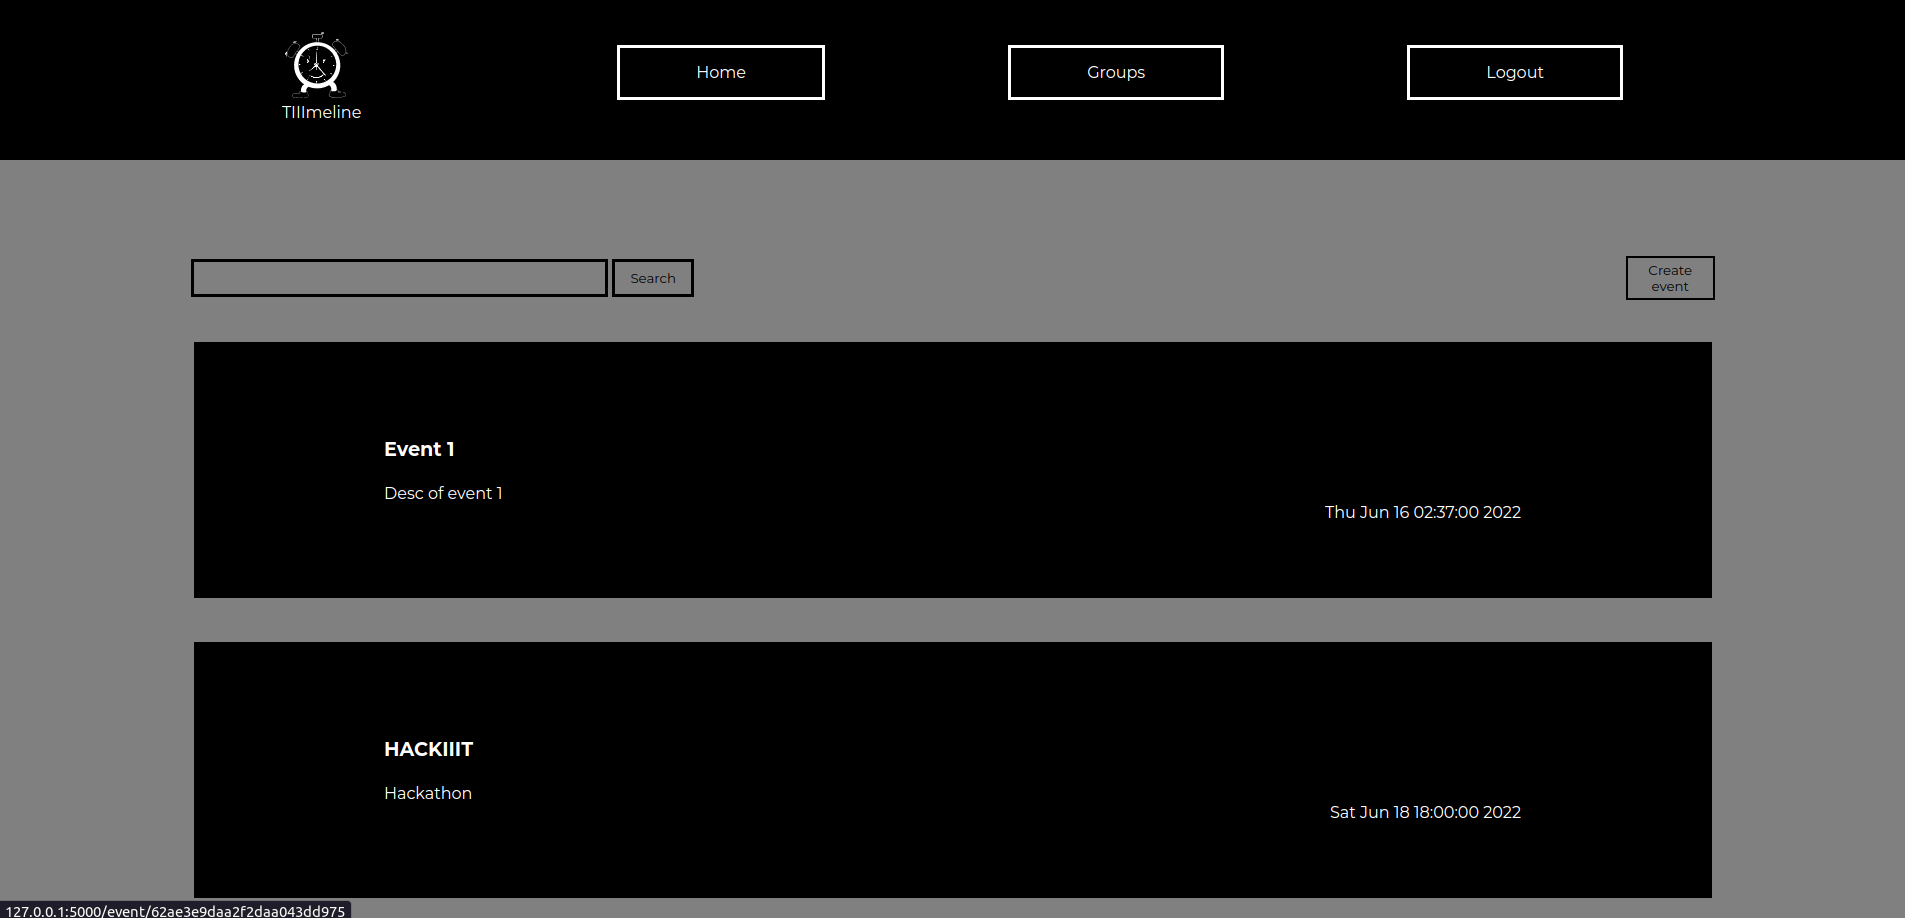 TIIImeline
Home
Groups
Logout
Search
Create
event
Event 1
Desc of event 1
Thu Jun 16 02:37:00 2022
HACKIIIT
Hackathon
Sat Jun 18 18:00:00 2022
127.0.0.1:5000/event/62ae3e9daa2f2daa043dd975